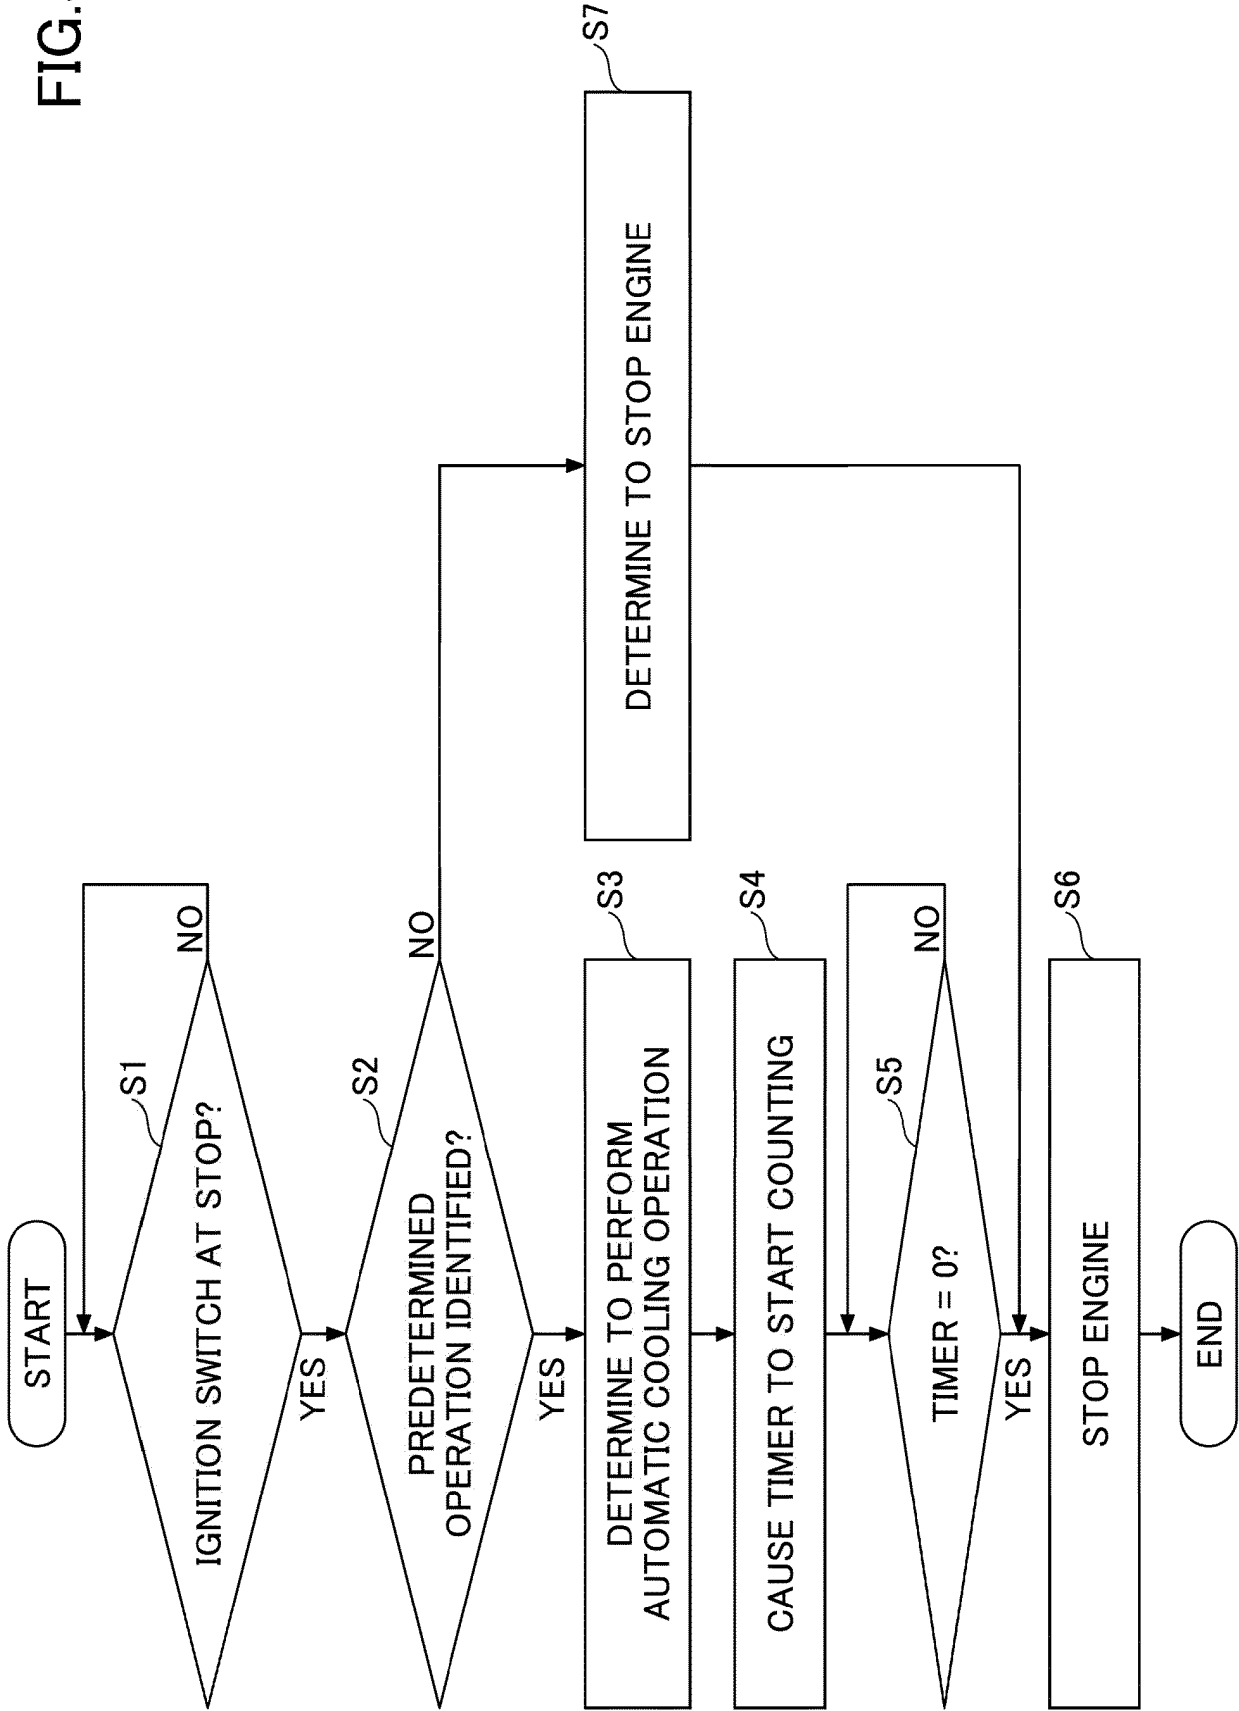 FIG.
START
IGNITION SWITCH AT STOP?
S1
NO
YES
PREDETERMINED
OPERATION IDENTIFIED?
S2
NO
YES
DETERMINE TO PERFORM
AUTOMATIC COOLING OPERATION
S3
DETERMINE TO STOP ENGINE
S7
CAUSE TIMER TO START COUNTING
S4
TIMER = 0?
S5
NO
YES
STOP ENGINE
S6
END